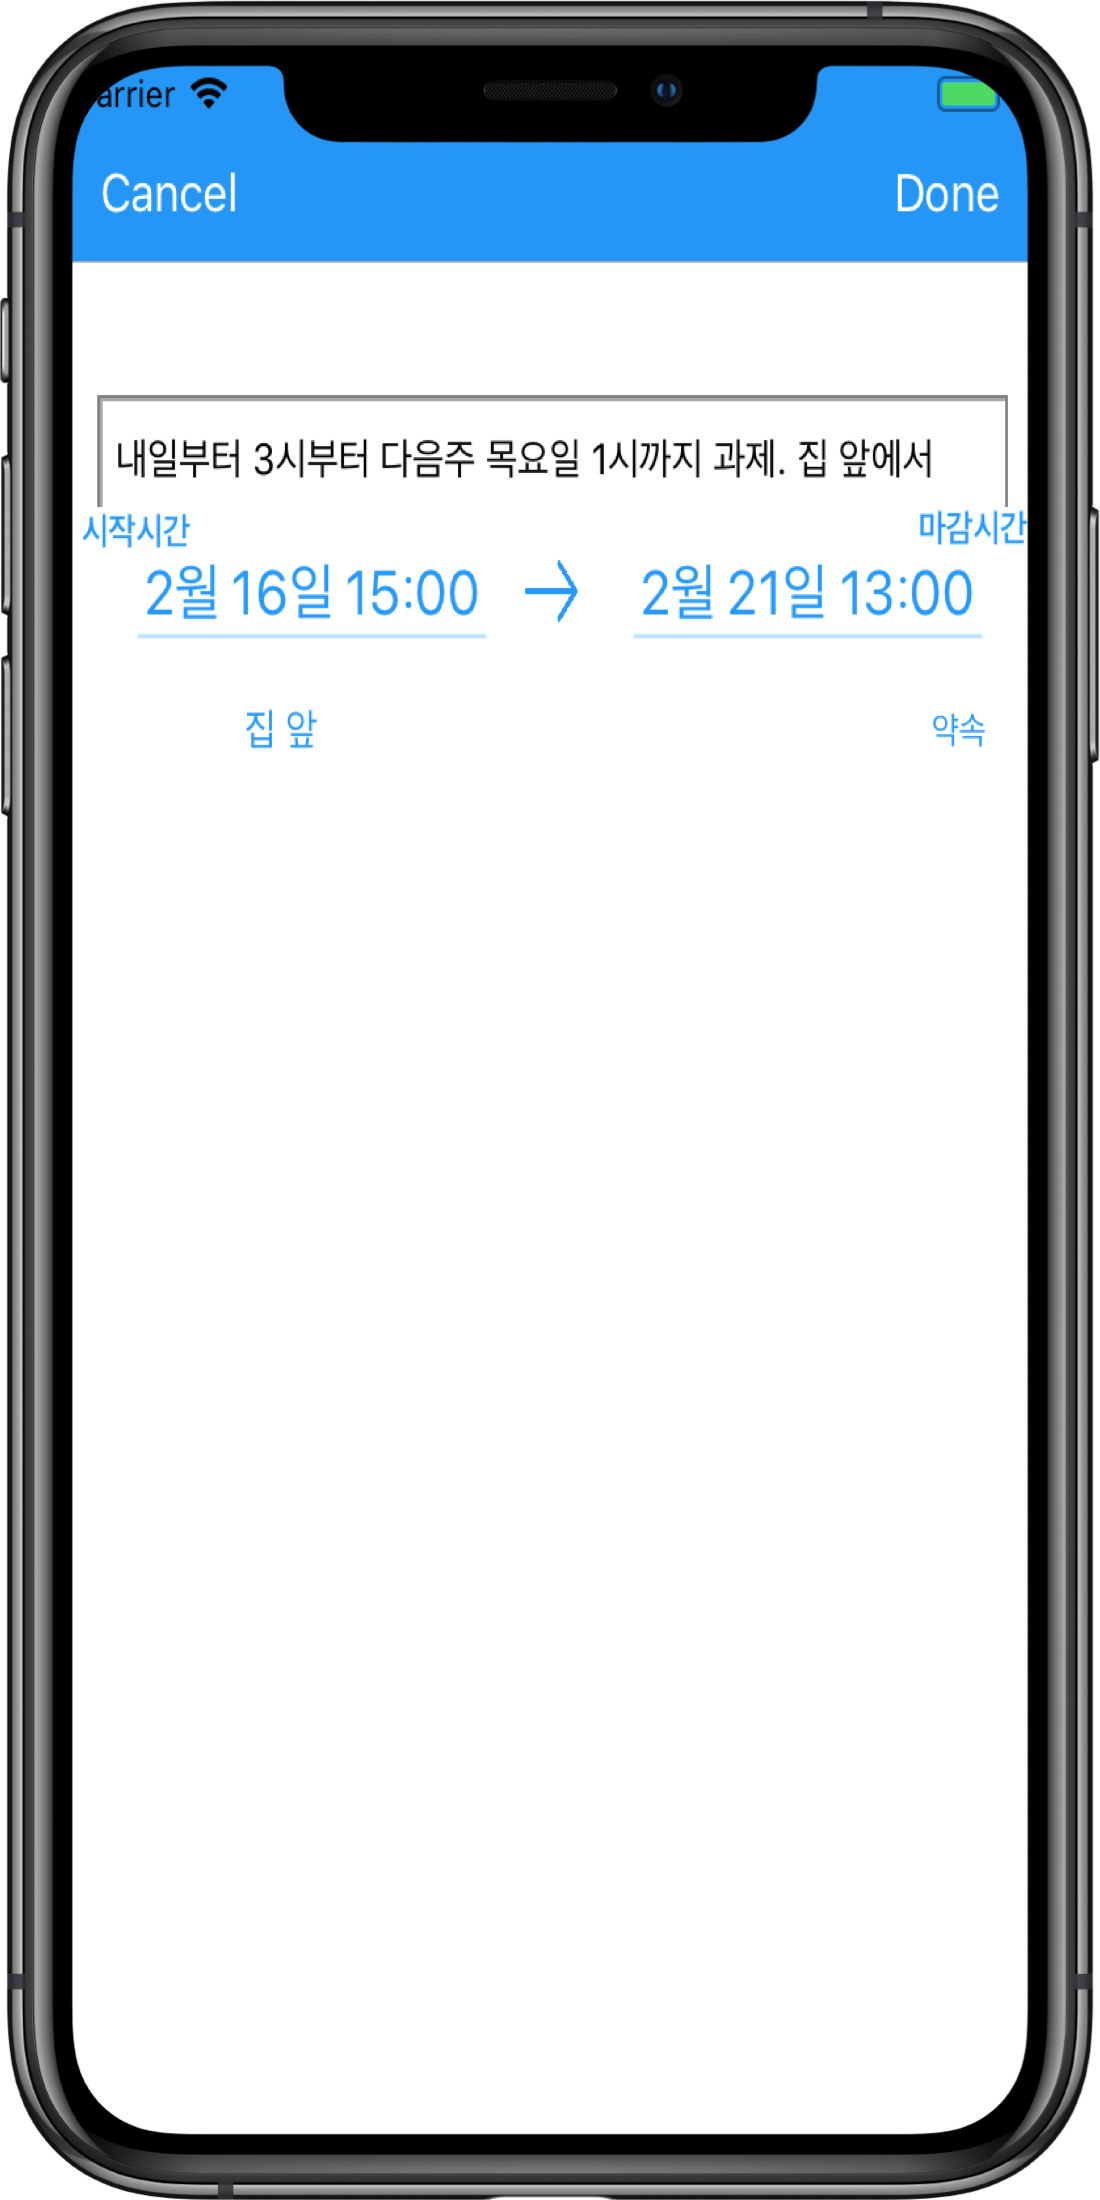 arrier
Cancel Done
내일부터 3시부터 다음주 목요일 1시까지 과제. 집 앞에서
시작시간 마감시간
2월 16일 15:00 → 2월 21일 13:00
집 앞 약속